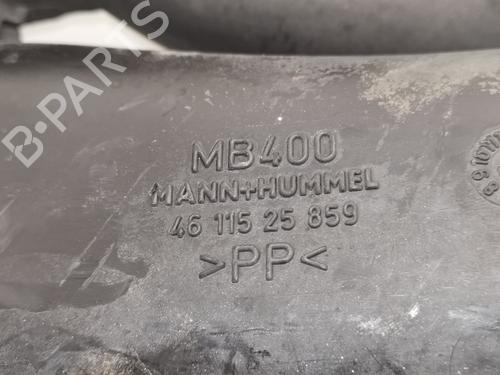 B-PARTS
MB400
MANN+HUMMEL
46 115 25 859
>PP<